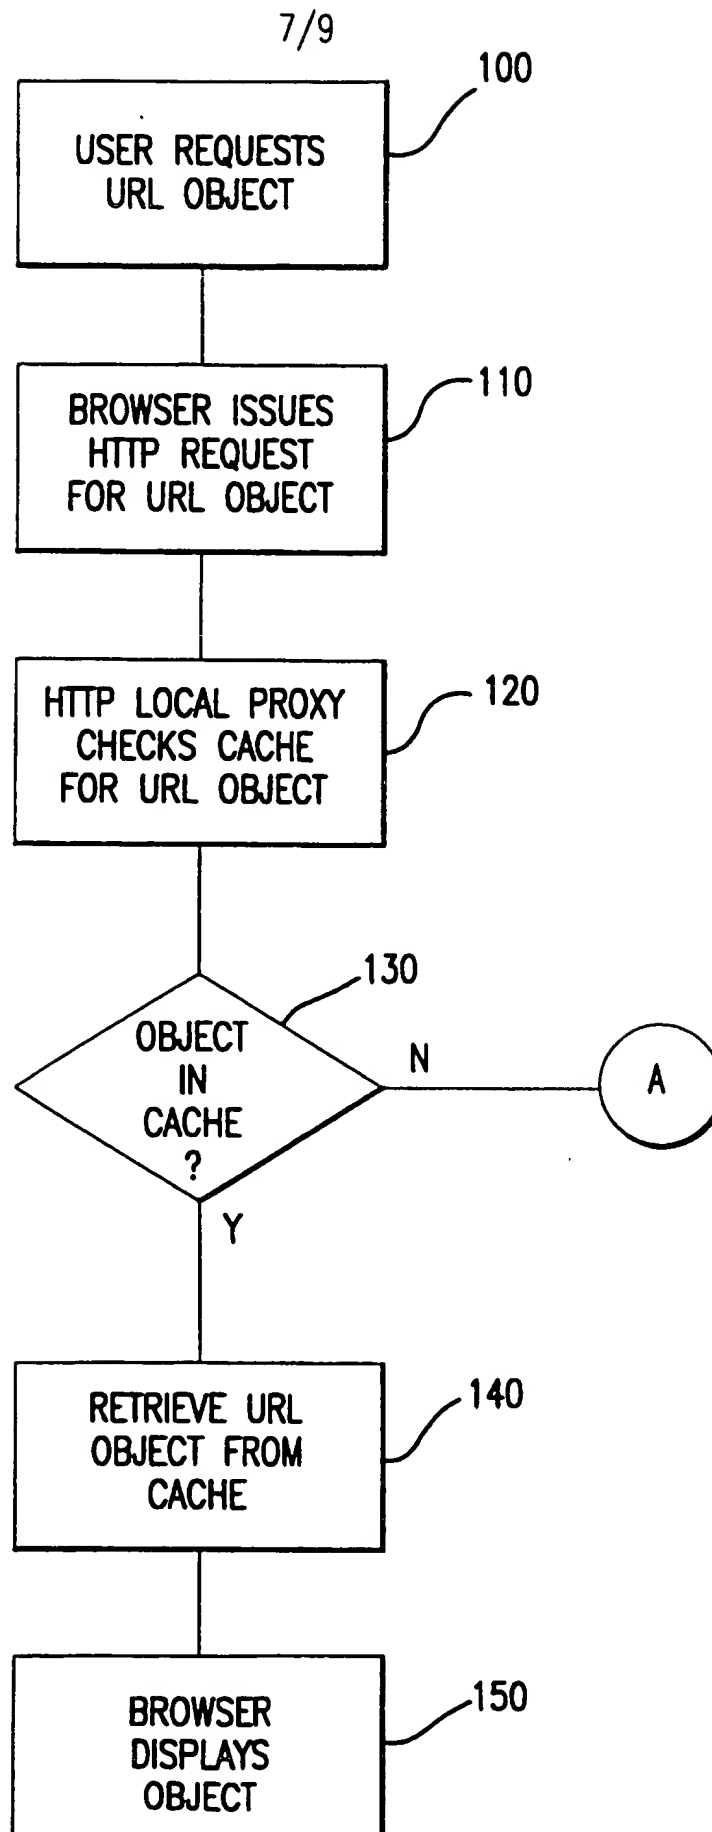 7/9
100
USER REQUESTS
URL OBJECT
110
BROWSER ISSUES
HTTP REQUEST
FOR URL OBJECT
120
HTTP LOCAL PROXY
CHECKS CACHE
FOR URL OBJECT
130
OBJECT
IN
CACHE
?
N
A
Y
140
RETRIEVE URL
OBJECT FROM
CACHE
150
BROWSER
DISPLAYS
OBJECT